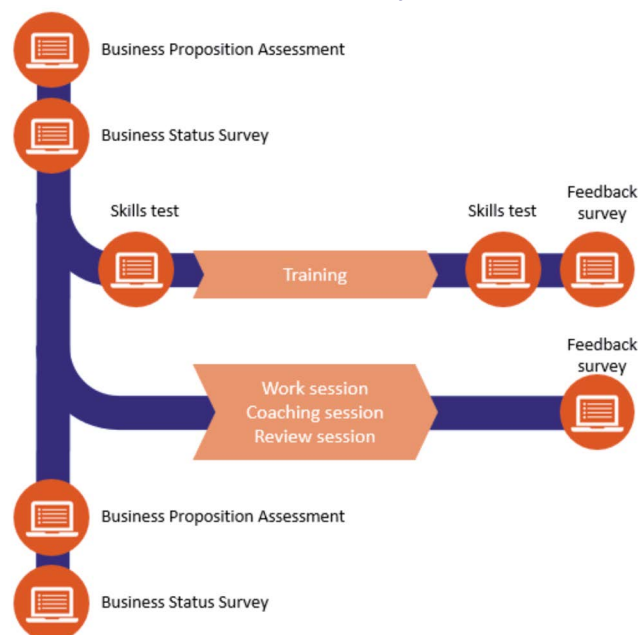 Business Proposition Assessment
Business Status Survey
Skills test
Skills test
Feedback
survey
Training
Feedback
survey
Work session
Coaching session
Review session
Business Proposition Assessment
Business Status Survey